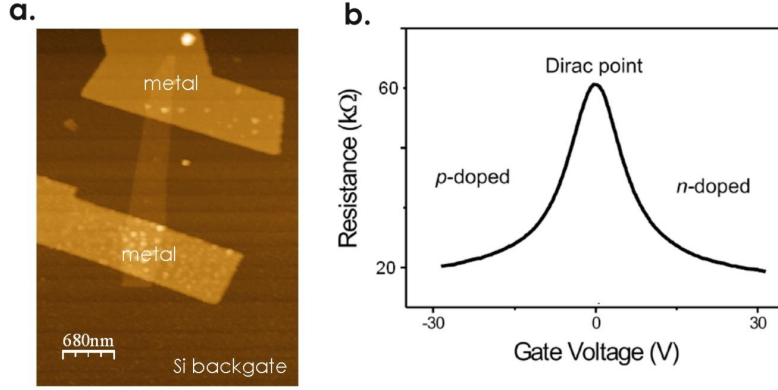 a.
metal
metal
680nm
Si backgate
b.
Dirac point
p-doped
n-doped
Resistance (kΩ)
60
20
-30
0
30
Gate Voltage (V)